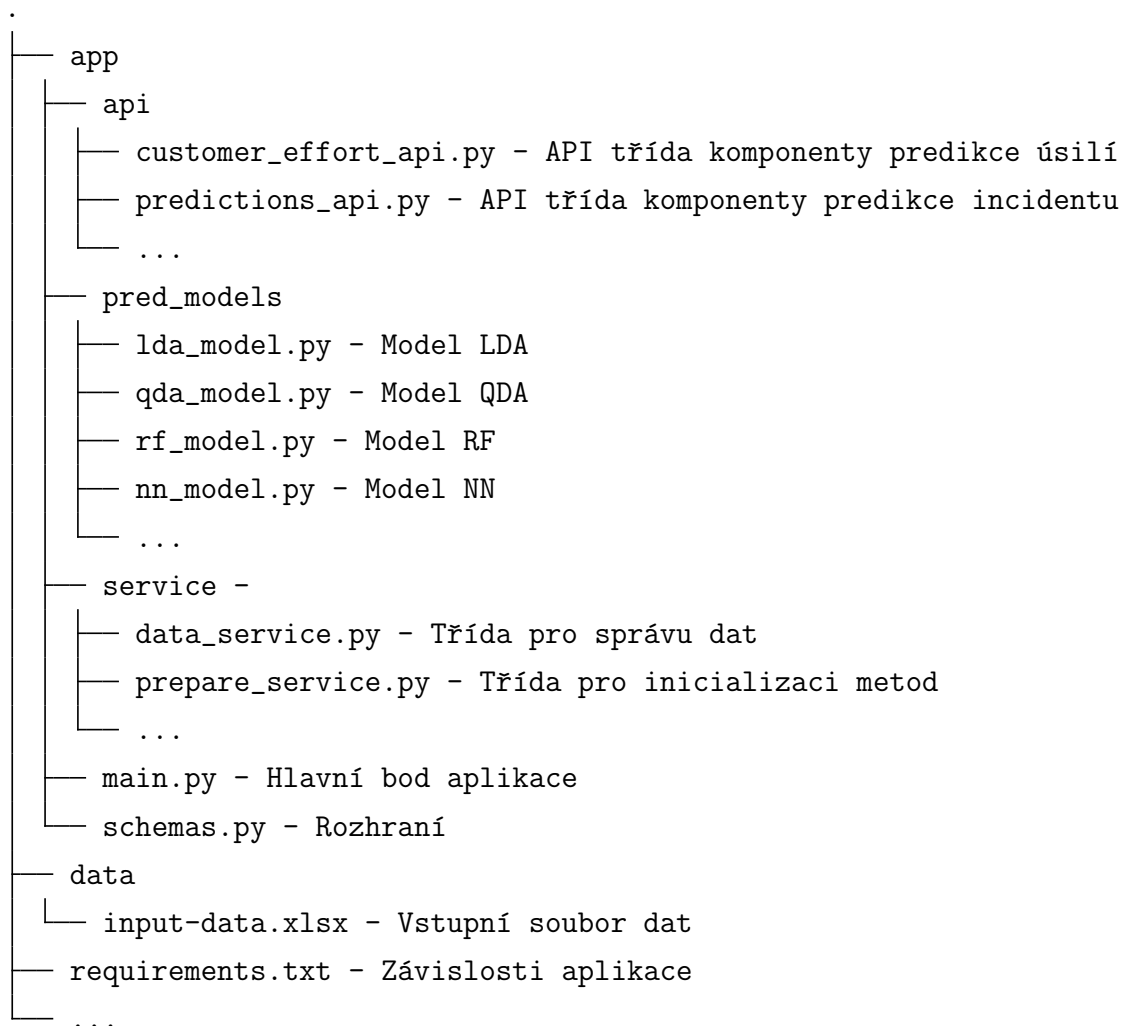 .
├── app
│   ├── api
│   │   ├── customer_effort_api.py - API třída komponenty predikce úsilí
│   │   ├── predictions_api.py - API třída komponenty predikce incidentu
│   │   └── ...
│   ├── pred_models
│   │   ├── lda_model.py - Model LDA
│   │   ├── qda_model.py - Model QDA
│   │   ├── rf_model.py - Model RF
│   │   ├── nn_model.py - Model NN
│   │   └── ...
│   ├── service -
│   │   ├── data_service.py - Třída pro správu dat
│   │   ├── prepare_service.py - Třída pro inicializaci metod
│   │   └── ...
│   ├── main.py - Hlavní bod aplikace
│   └── schemas.py - Rozhraní
├── data
│   └── input-data.xlsx - Vstupní soubor dat
├── requirements.txt - Závislosti aplikace
└── ...